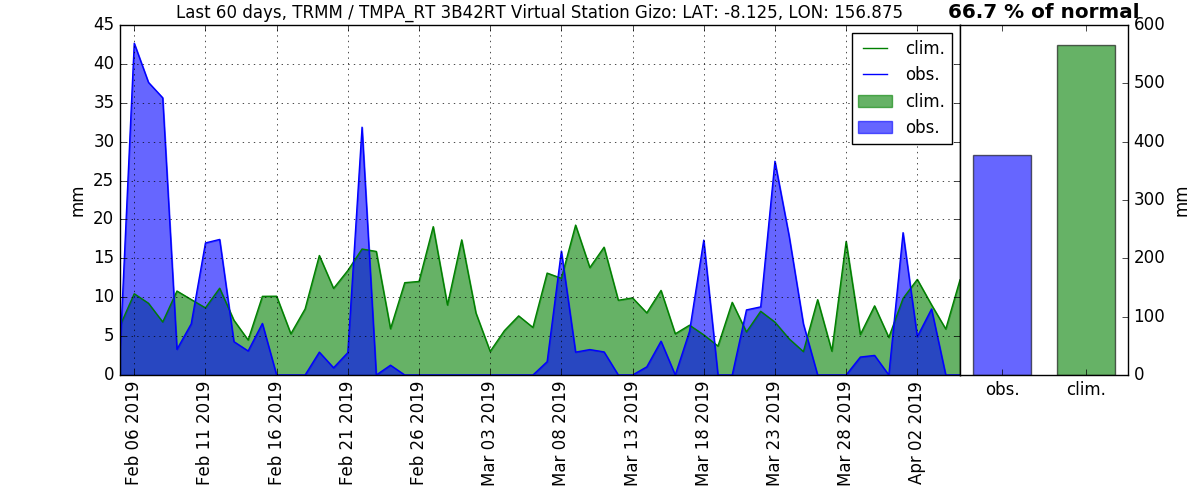 Last 60 days, TRMM / TMPA_RT 3B42RT Virtual Station Gizo: LAT: -8.125, LON: 156.875
66.7 % of normal
45
40
35
30
25
20
15
10
5
0
mm
clim.
obs.
clim.
obs.
600
500
400
300
200
100
0
mm
Feb 06 2019
Feb 11 2019
Feb 16 2019
Feb 21 2019
Feb 26 2019
Mar 03 2019
Mar 08 2019
Mar 13 2019
Mar 18 2019
Mar 23 2019
Mar 28 2019
Apr 02 2019
obs.
clim.